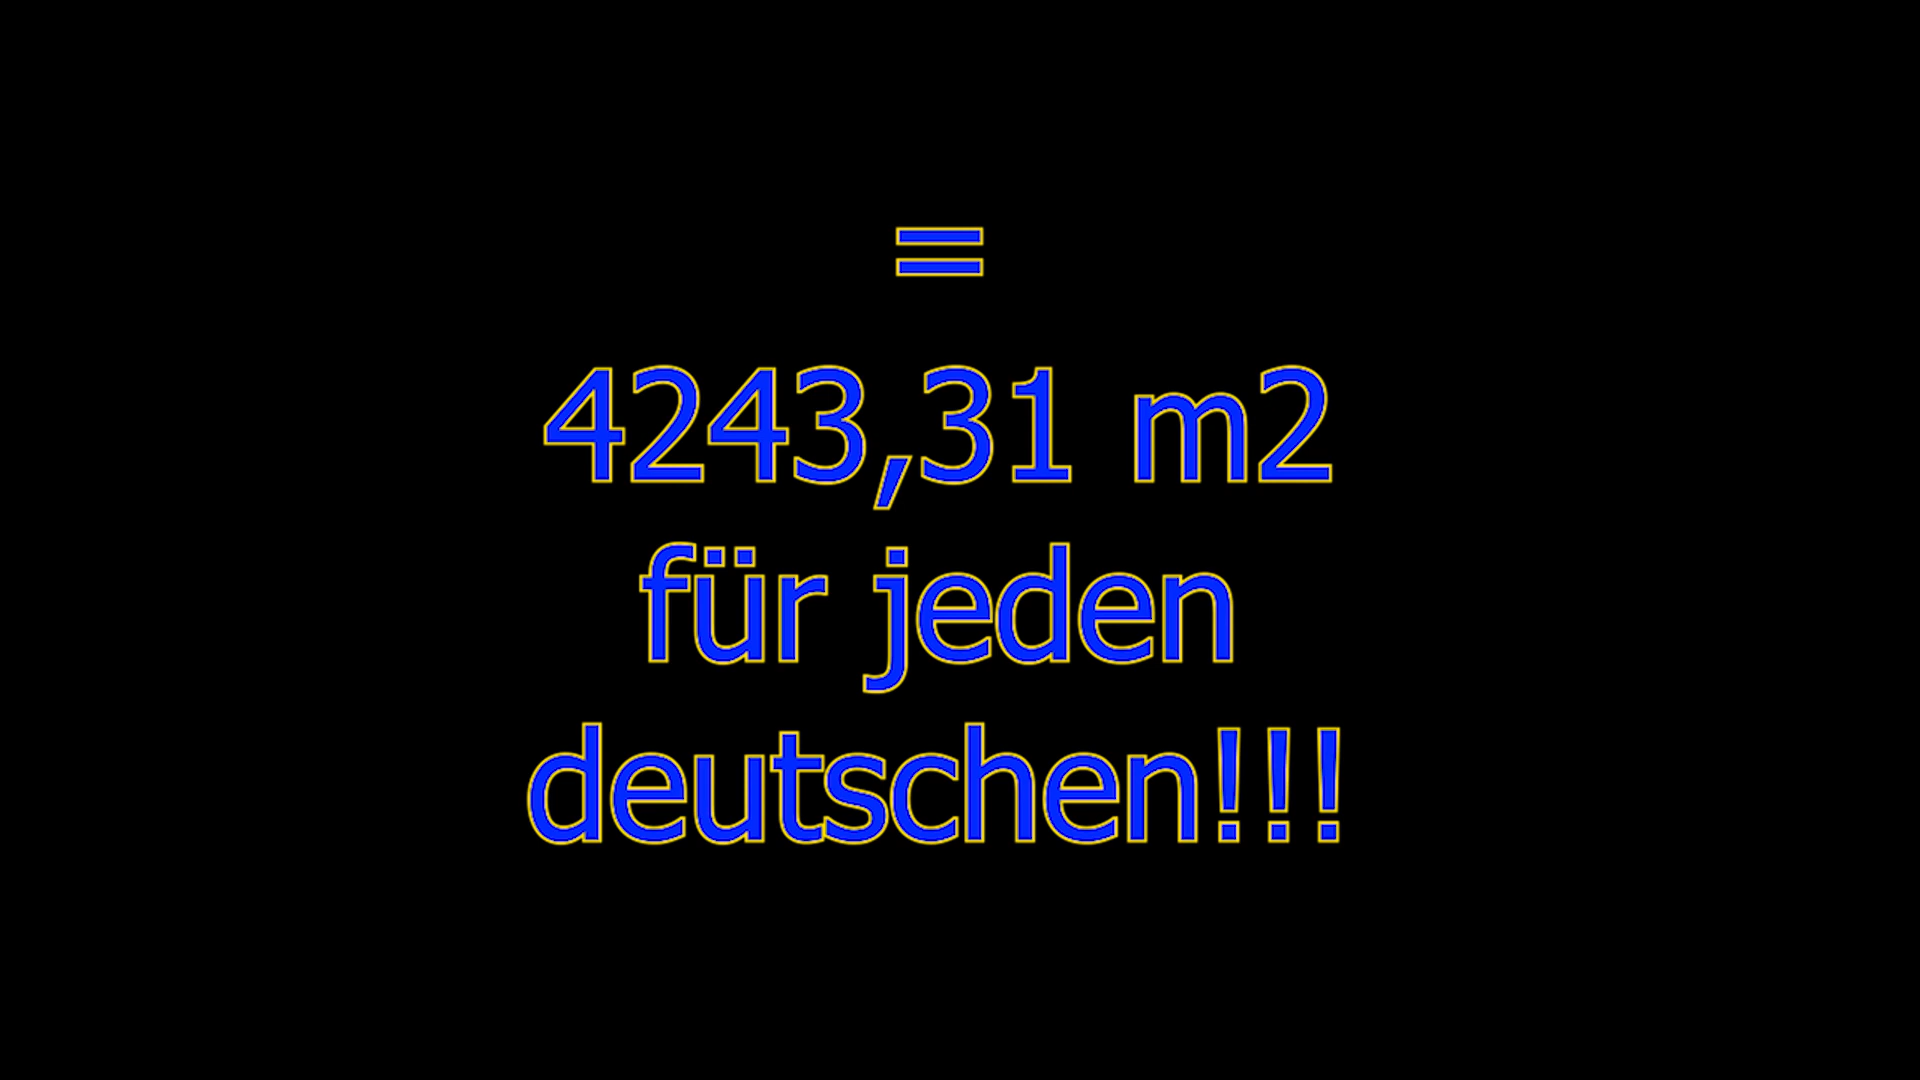 =
4243,31 m2
für jeden
deutschen!!!